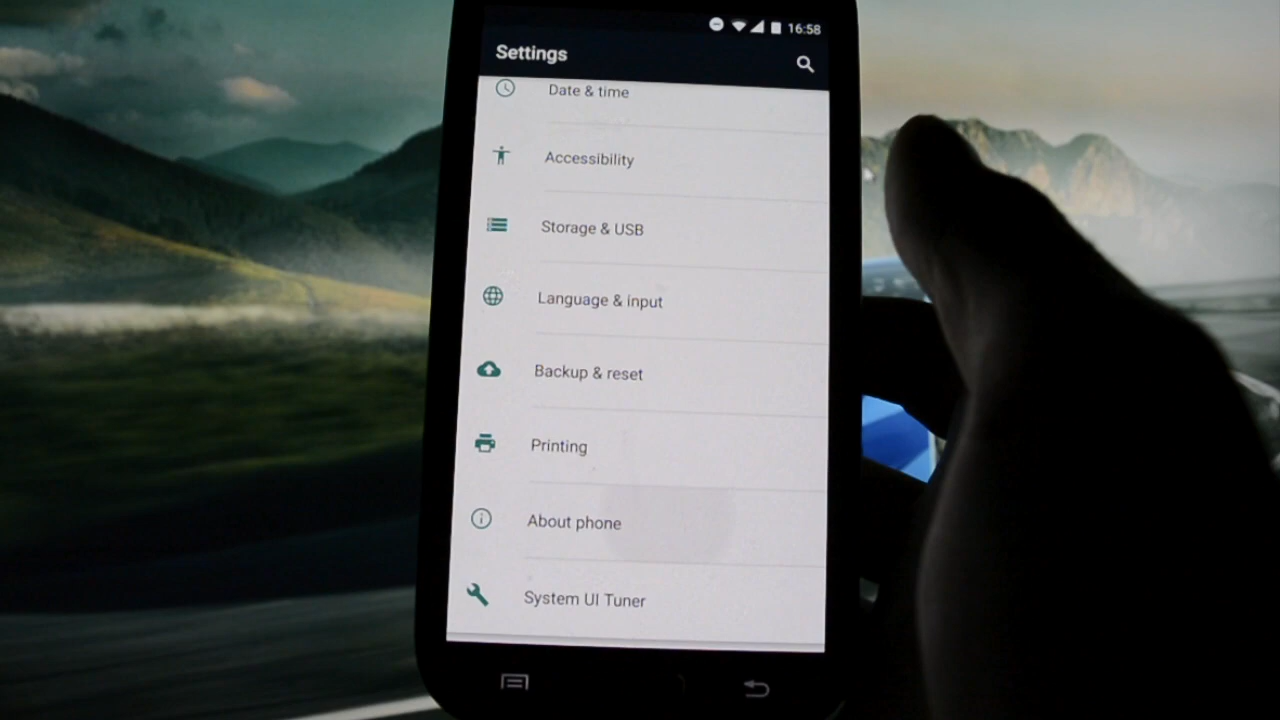 16:58
Settings
Date & time
Accessibility
Storage & USB
Language & input
Backup & reset
Printing
About phone
System UI Tuner